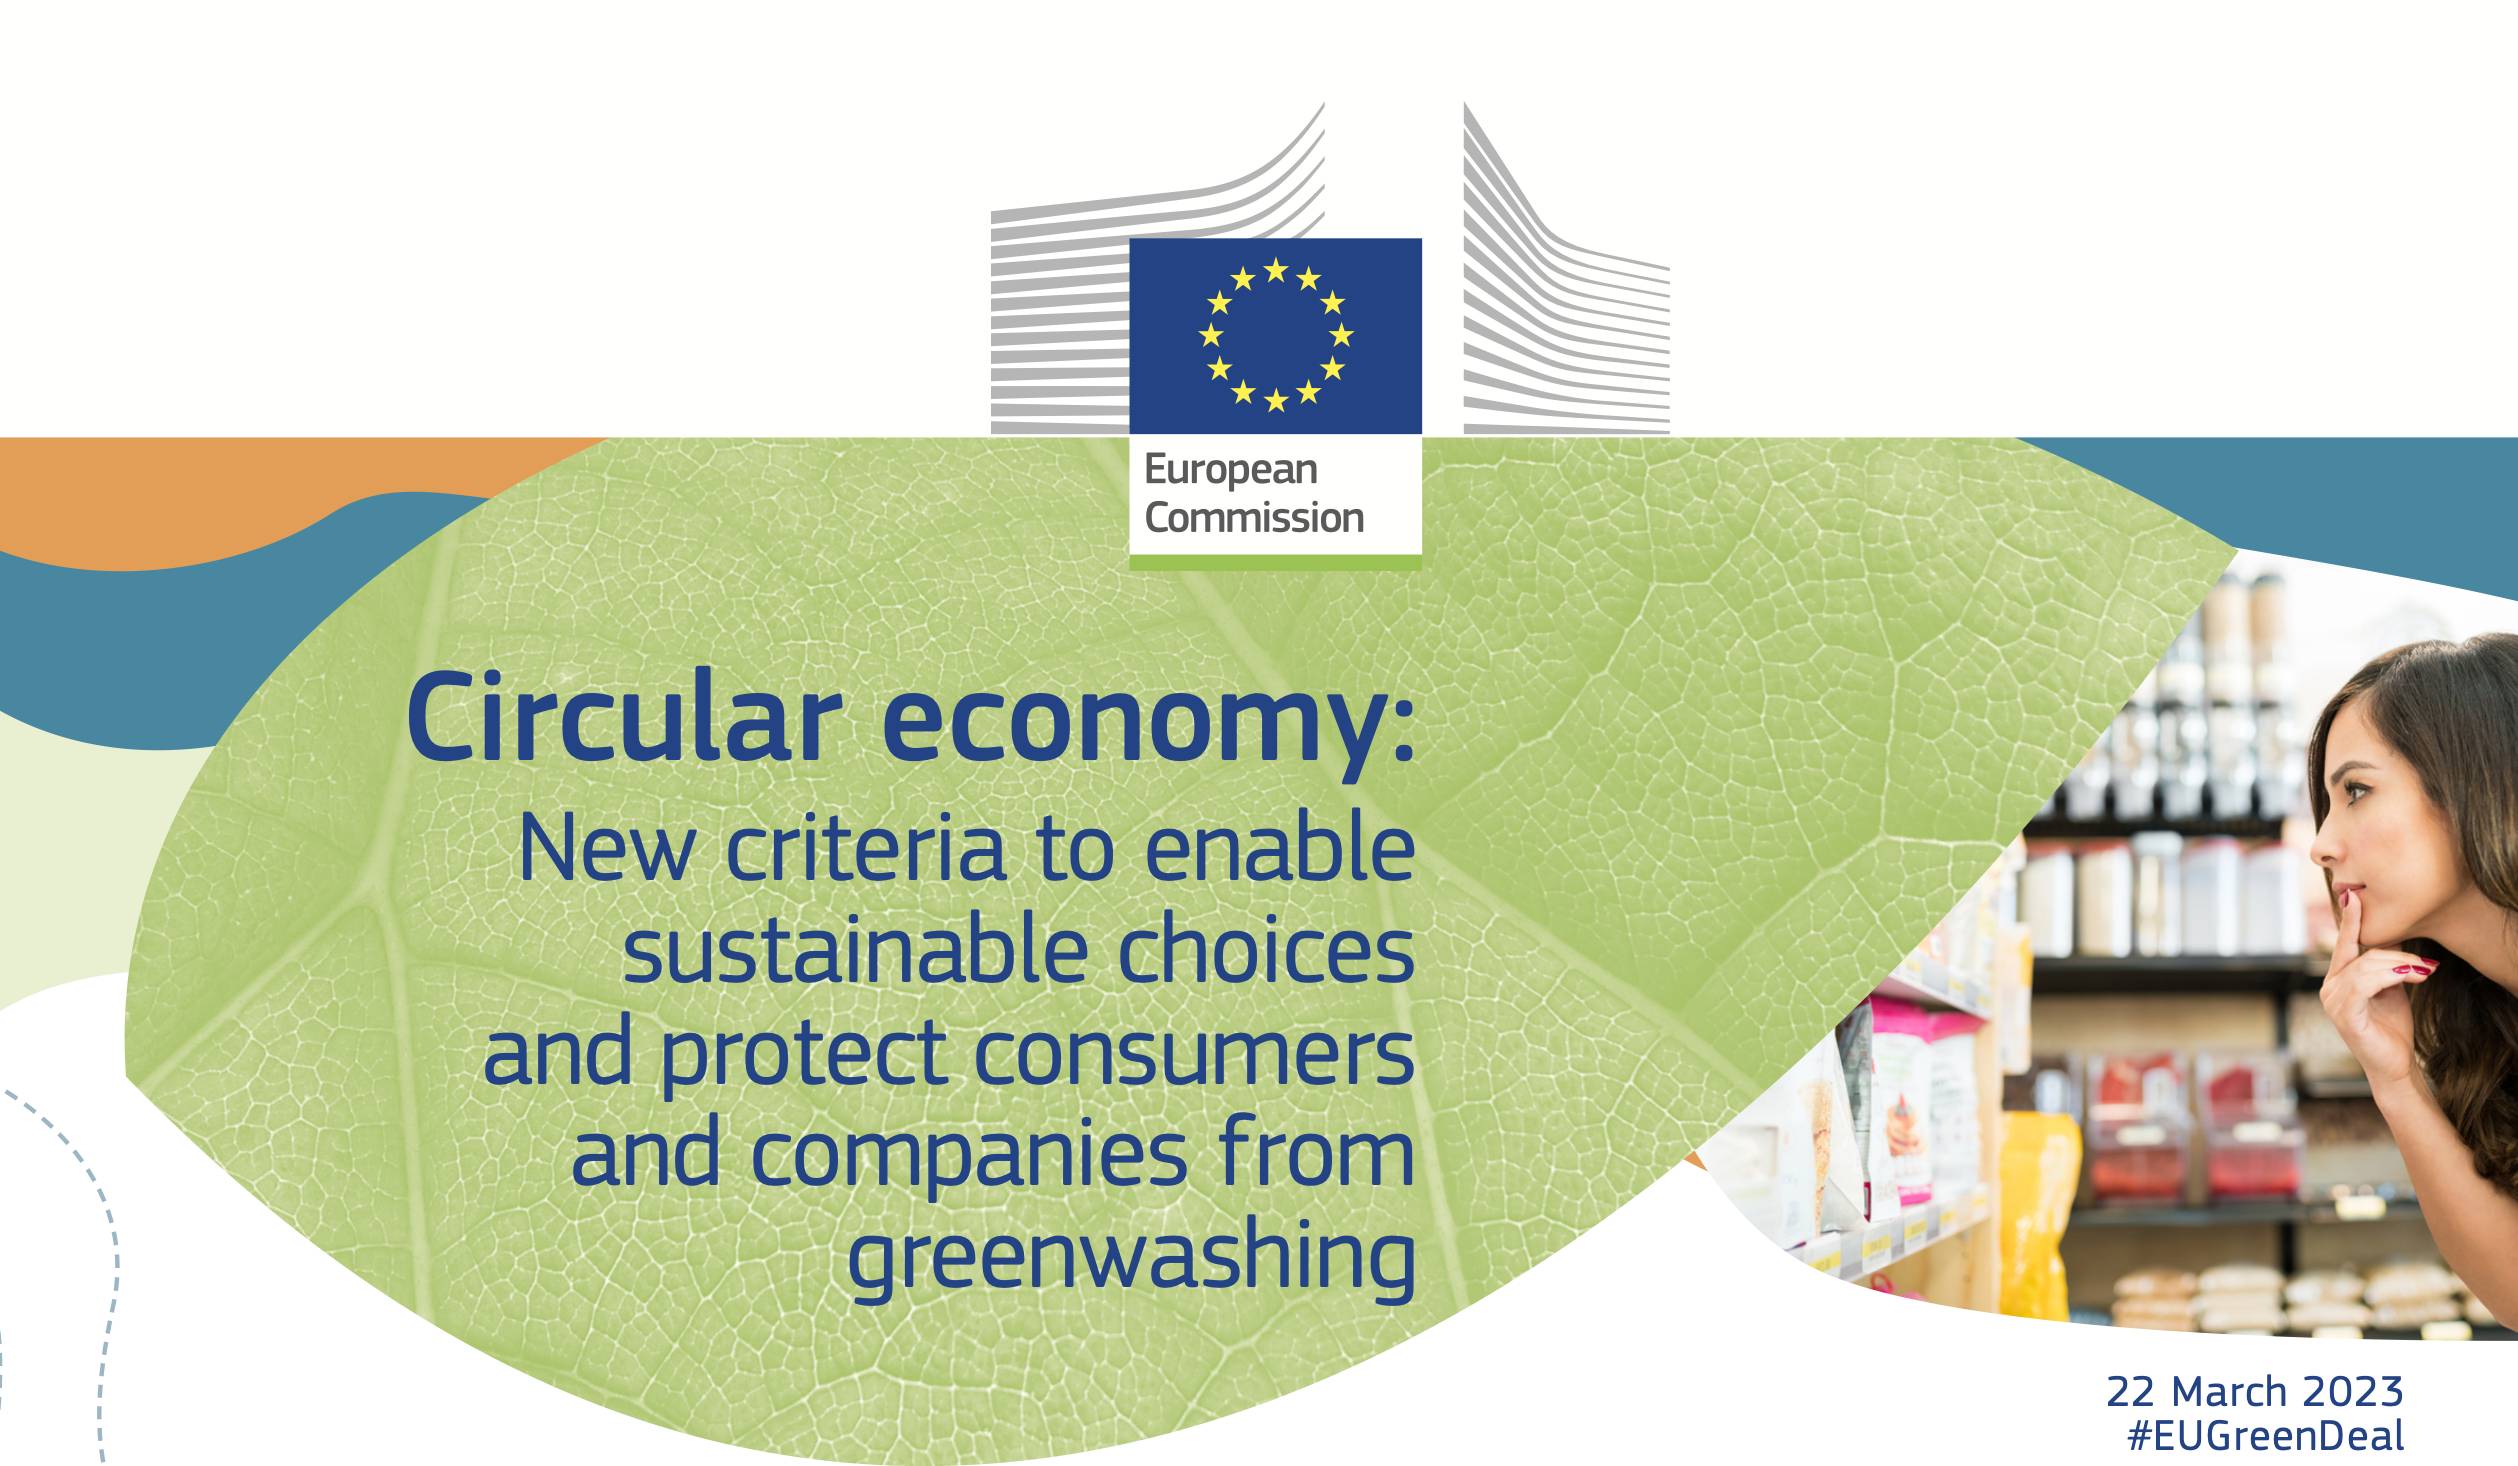 European
Commission
Circular economy:
New criteria to enable
sustainable choices
and protect consumers
and companies from
greenwashing
22 March 2023
#EUGreenDeal